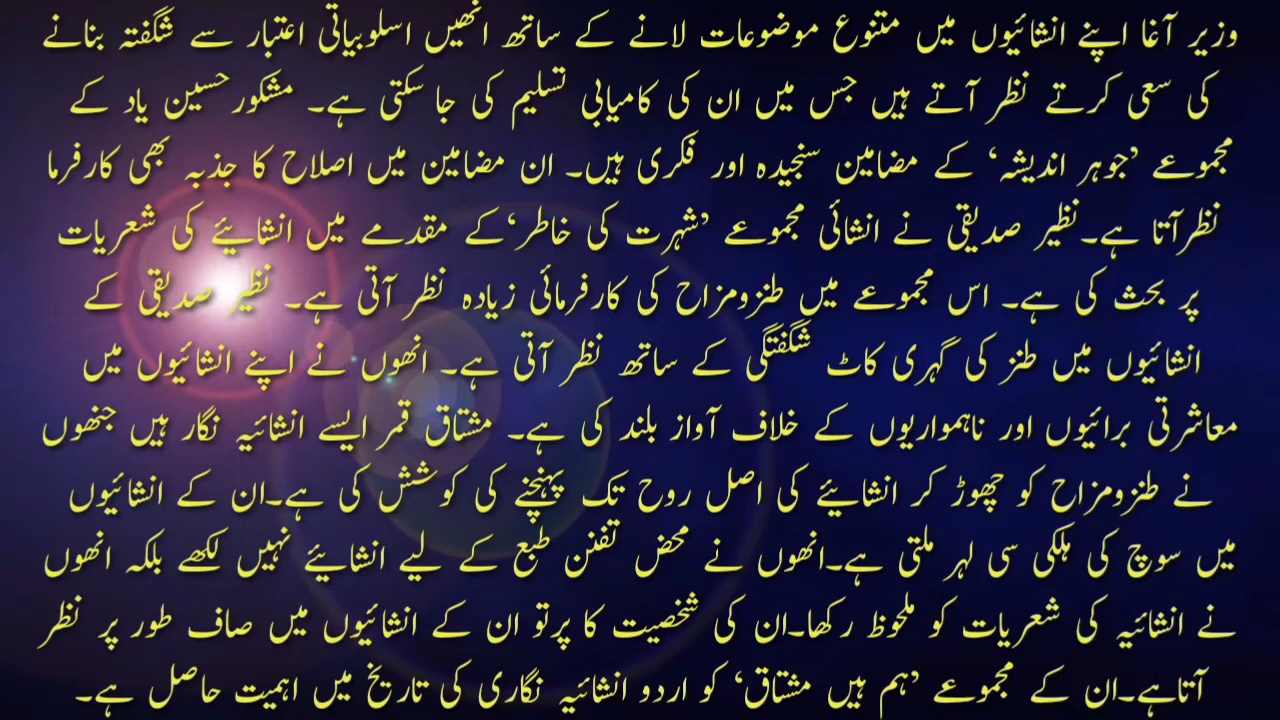 وزیر آغا اپنے انشائیوں میں متنوع موضوعات لانے کے ساتھ انھیں اسلوبیاتی اعتبار سے شگفتہ بنانے
کی سعی کرتے نظر آتے ہیں جس میں ان کی کامیابی تسلیم کی جا سکتی ہے۔ مشکور حسین یاد کے
مجموعے ’جوہر اندیشہ‘ کے مضامین سنجیدہ اور فکری ہیں۔ ان مضامین میں اصلاح کا جذبہ بھی کارفرما
نظرآتا ہے۔نظیر صدیقی نے انشائی مجموعے ’شہرت کی خاطر‘کے مقدمے میں انشایئے کی شعریات
پر بحث کی ہے۔ اس مجموعے میں طنزومزاح کی کارفرمائی زیادہ نظر آتی ہے۔ نظیر صدیقی کے
انشائیوں میں طنز کی گہری کاٹ شگفتگی کے ساتھ نظر آتی ہے۔ انھوں نے اپنے انشائیوں میں
معاشرتی برائیوں اور ناہمواریوں کے خلاف آواز بلند کی ہے۔ مشتاق قمر ایسے انشائیہ نگار ہیں جنھوں
نے طنزومزاح کو چھوڑ کر انشایئے کی اصل روح تک پہنچنے کی کوشش کی ہے۔ان کے انشائیوں
میں سوچ کی ہلکی سی لہر ملتی ہے۔انھوں نے محض تفنن طبع کے لیے انشایئے نہیں لکھے بلکہ انھوں
نے انشائیہ کی شعریات کو ملحوظ رکھا۔ان کی شخصیت کا پرتو ان کے انشائیوں میں صاف طور پر نظر
آتاہے۔ان کے مجموعے ’ہم ہیں مشتاق‘ کو اردو انشائیہ نگاری کی تاریخ میں اہمیت حاصل ہے۔